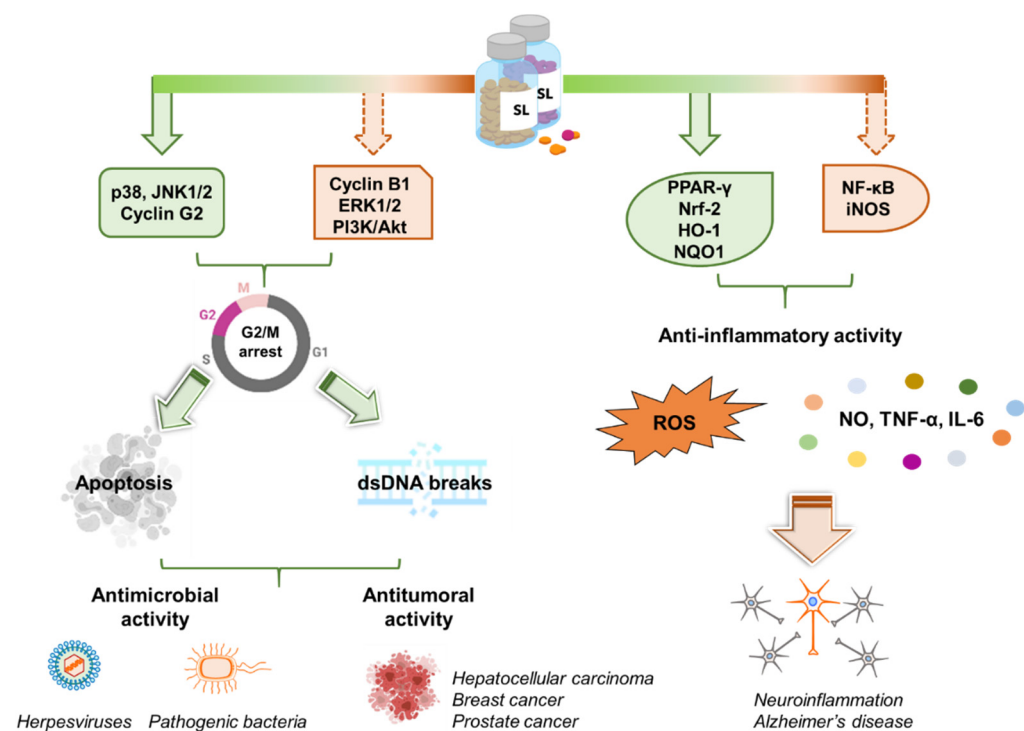 SL
SL
p38, JNK1/2
Cyclin G2
Cyclin B1
ERK1/2
PI3K/Akt
PPAR-γ
Nrf-2
HO-1
NQO1
NF-κB
iNOS
M
G2
S
G1
G2/M
arrest
Anti-inflammatory activity
ROS
NO, TNF-α, IL-6
Apoptosis
dsDNA breaks
Antimicrobial
activity
Antitumoral
activity
Herpesviruses
Pathogenic bacteria
Hepatocellular carcinoma
Breast cancer
Prostate cancer
Neuroinflammation
Alzheimer’s disease